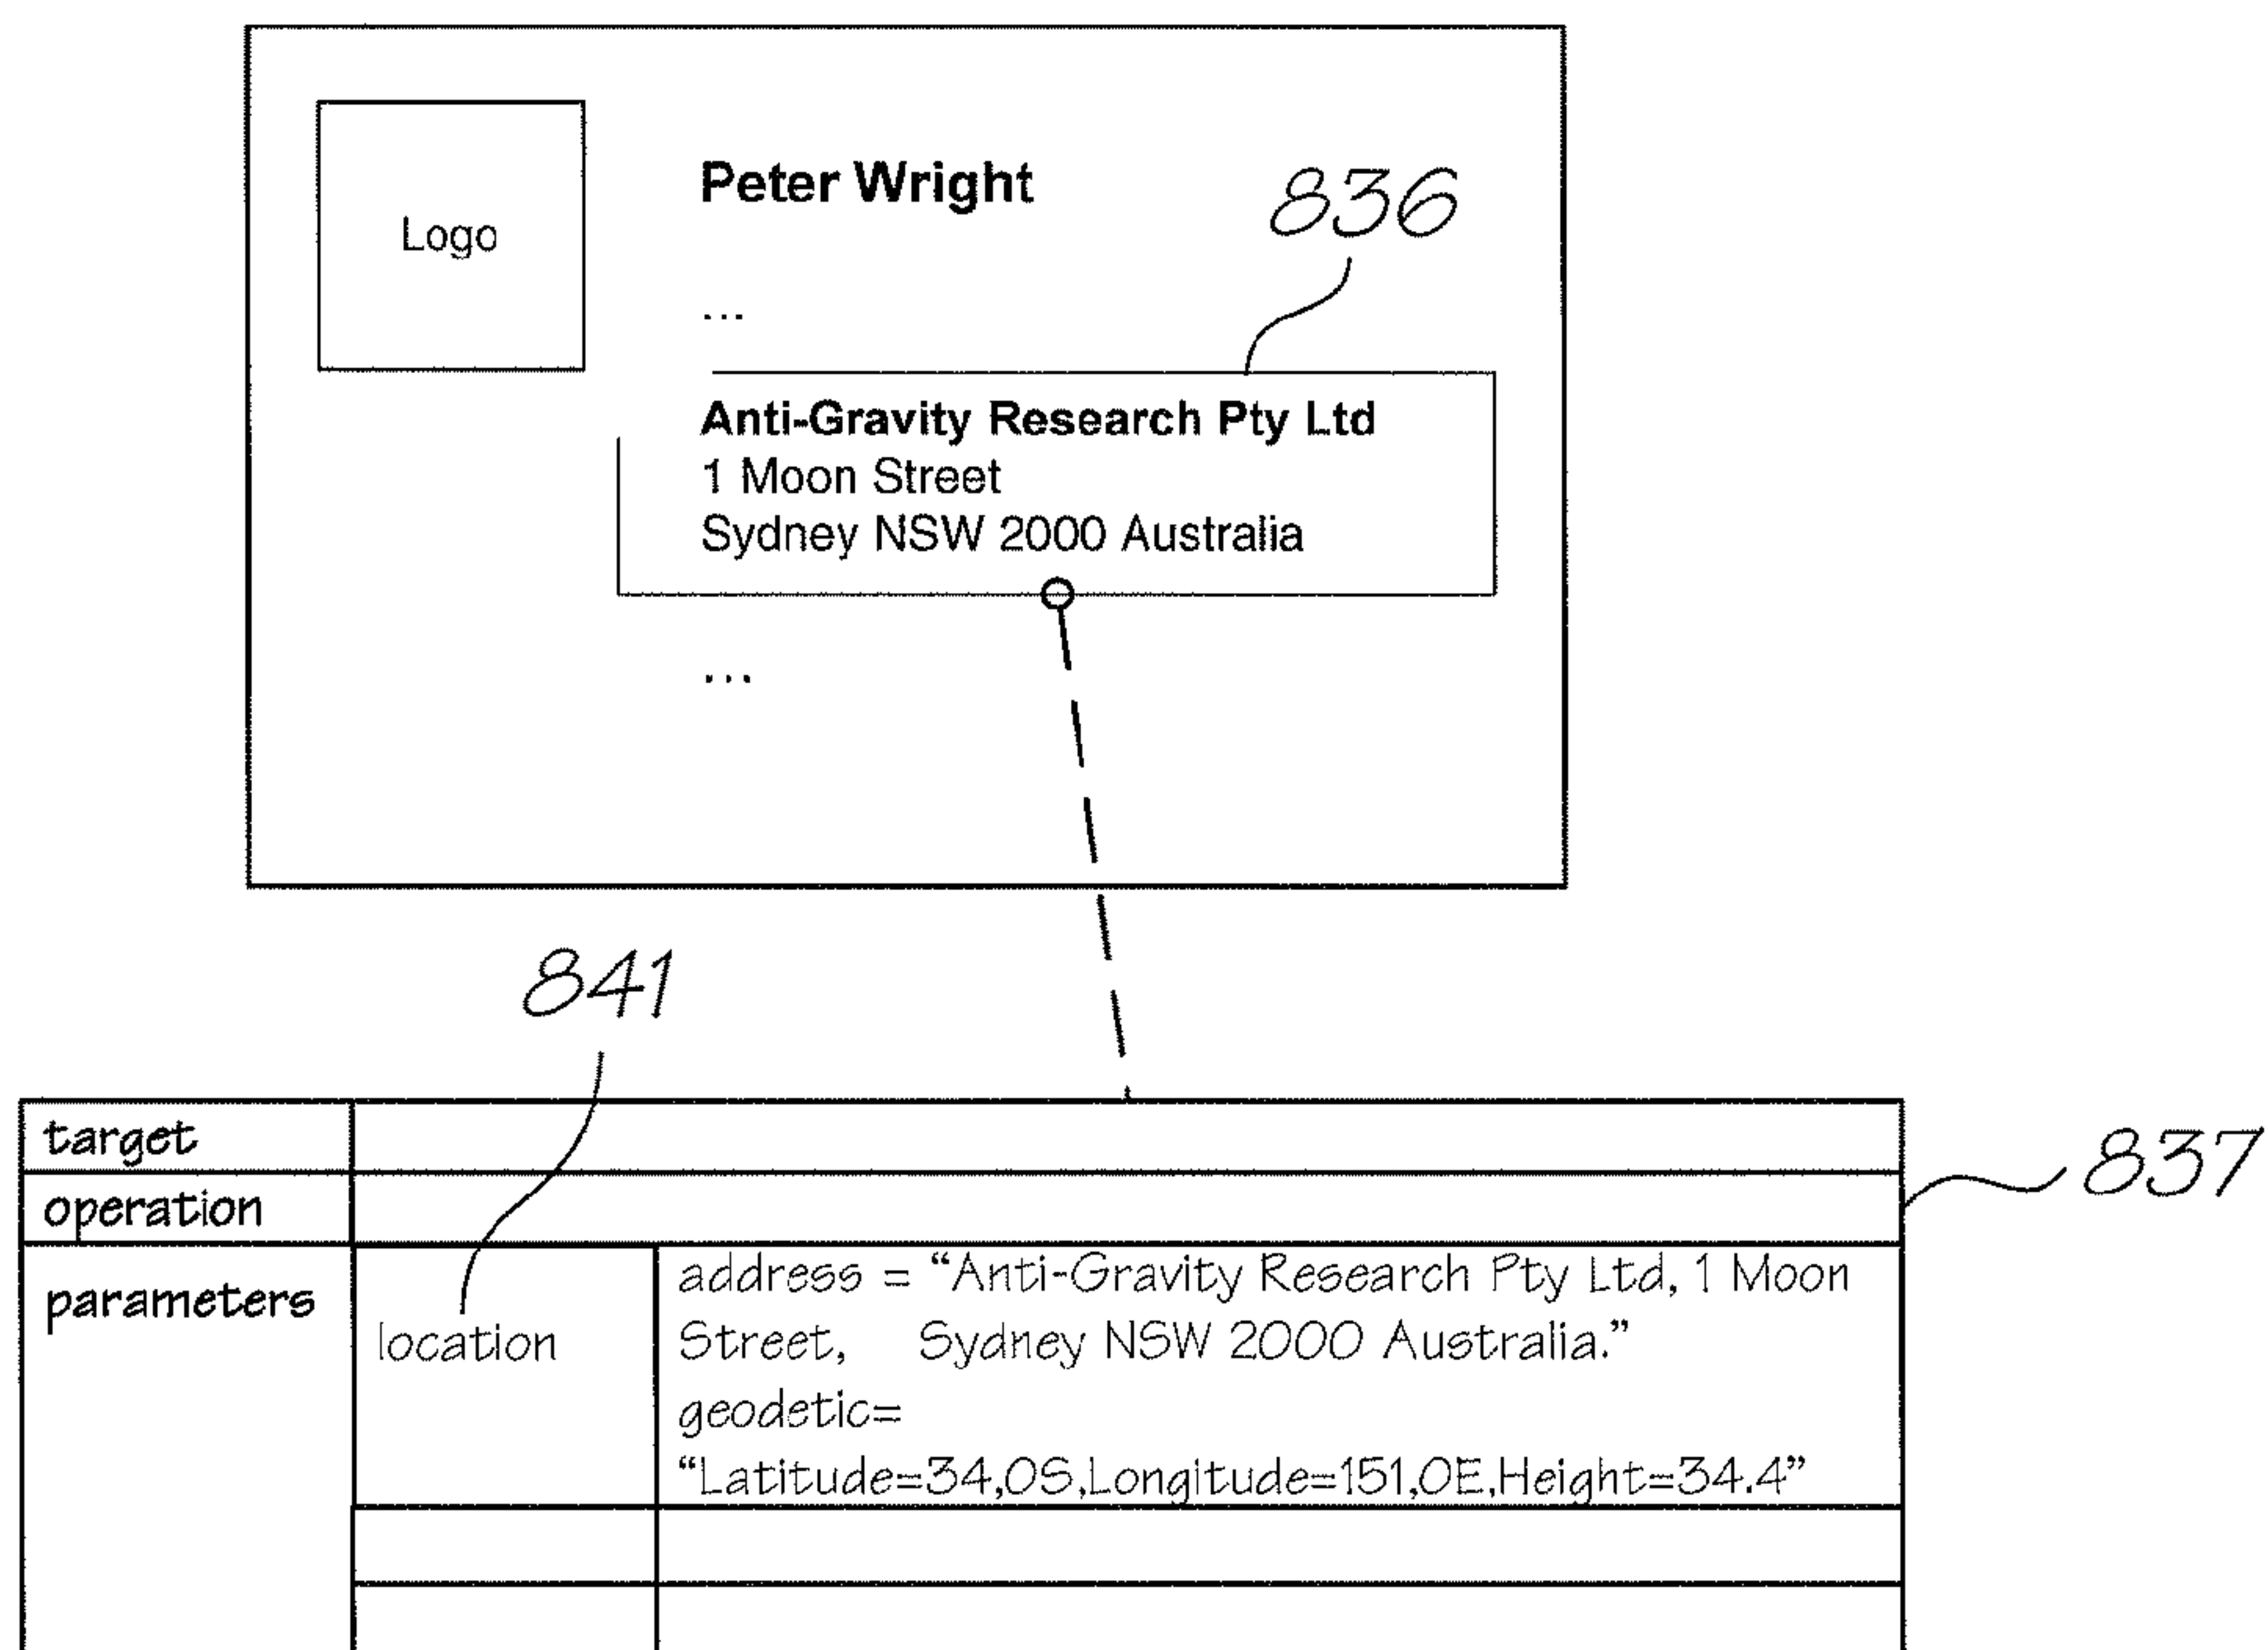 Logo
Peter Wright
836
...
Anti-Gravity Research Pty Ltd
1 Moon Street
Sydney NSW 2000 Australia
...
841
target
837
operation
parameters
location
address = “Anti-Gravity Research Pty Ltd, 1 Moon
Street, Sydney NSW 2000 Australia.”
geodetic=
“Latitude=34,0S,Longitude=151,0E,Height=34.4”